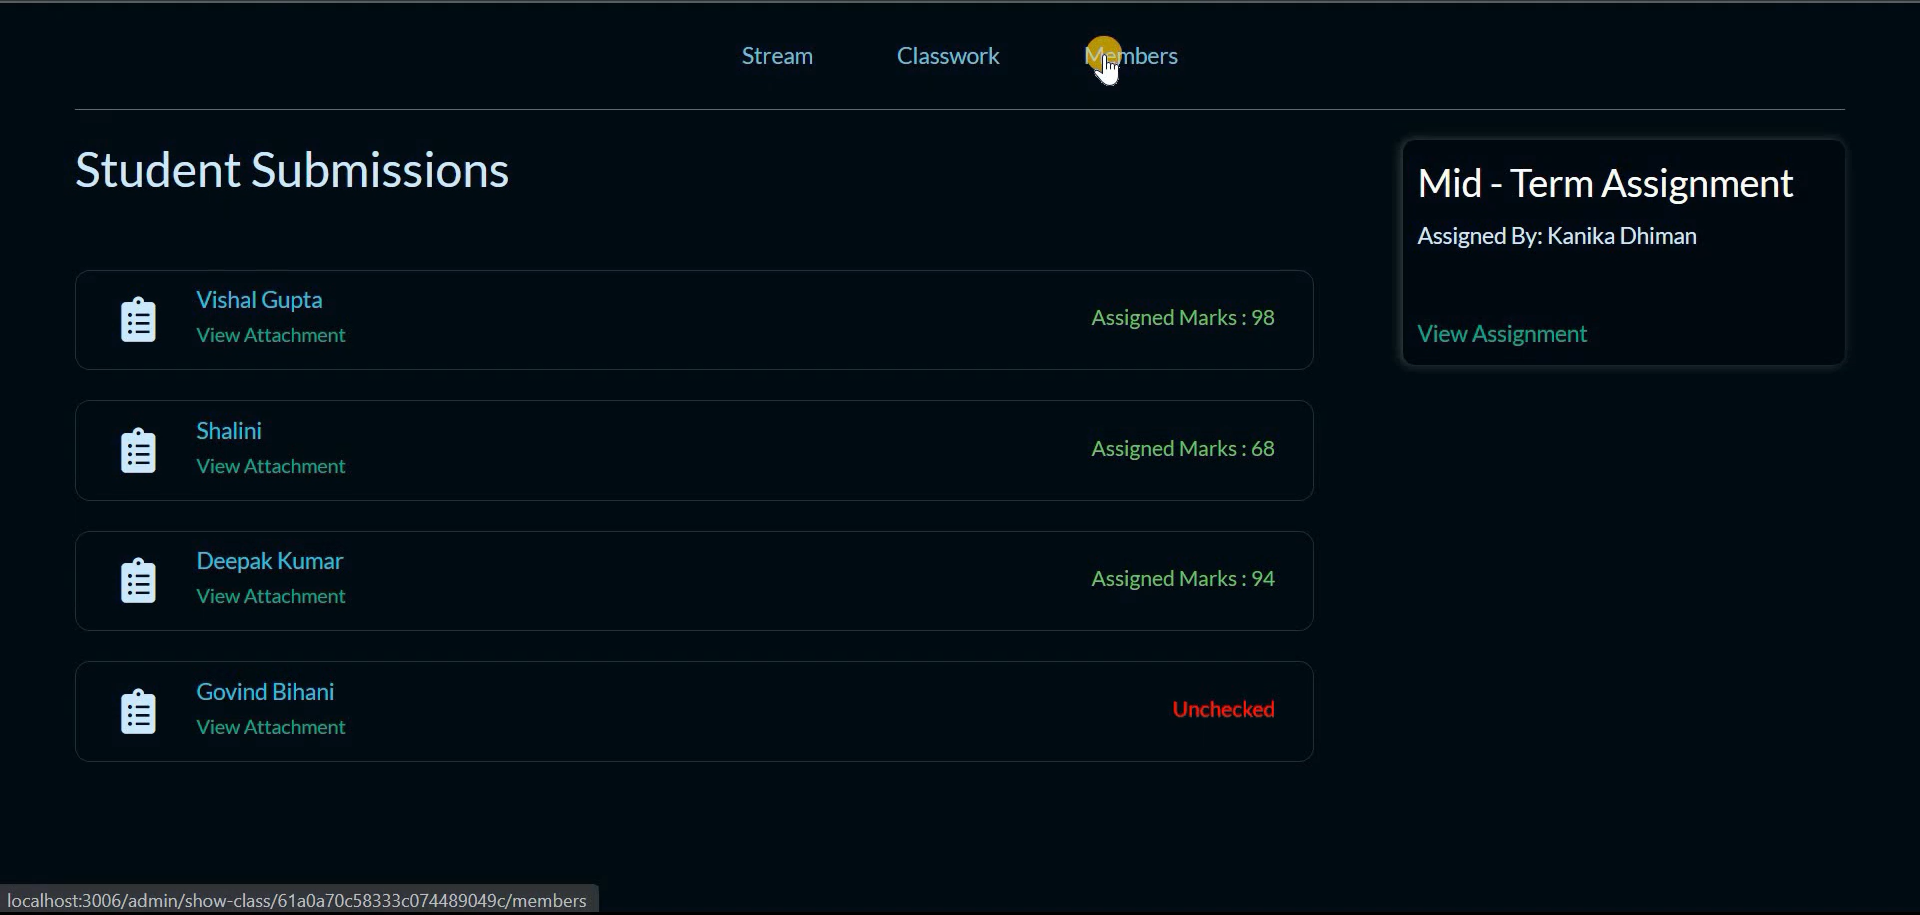 Stream Classwork Members
Student Submissions
Mid - Term Assignment
Assigned By: Kanika Dhiman
View Assignment
Vishal Gupta
View Attachment
Assigned Marks : 98
Shalini
View Attachment
Assigned Marks : 68
Deepak Kumar
View Attachment
Assigned Marks : 94
Govind Bihani
View Attachment
Unchecked
localhost:3006/admin/show-class/61a0a70c58333c074489049c/members